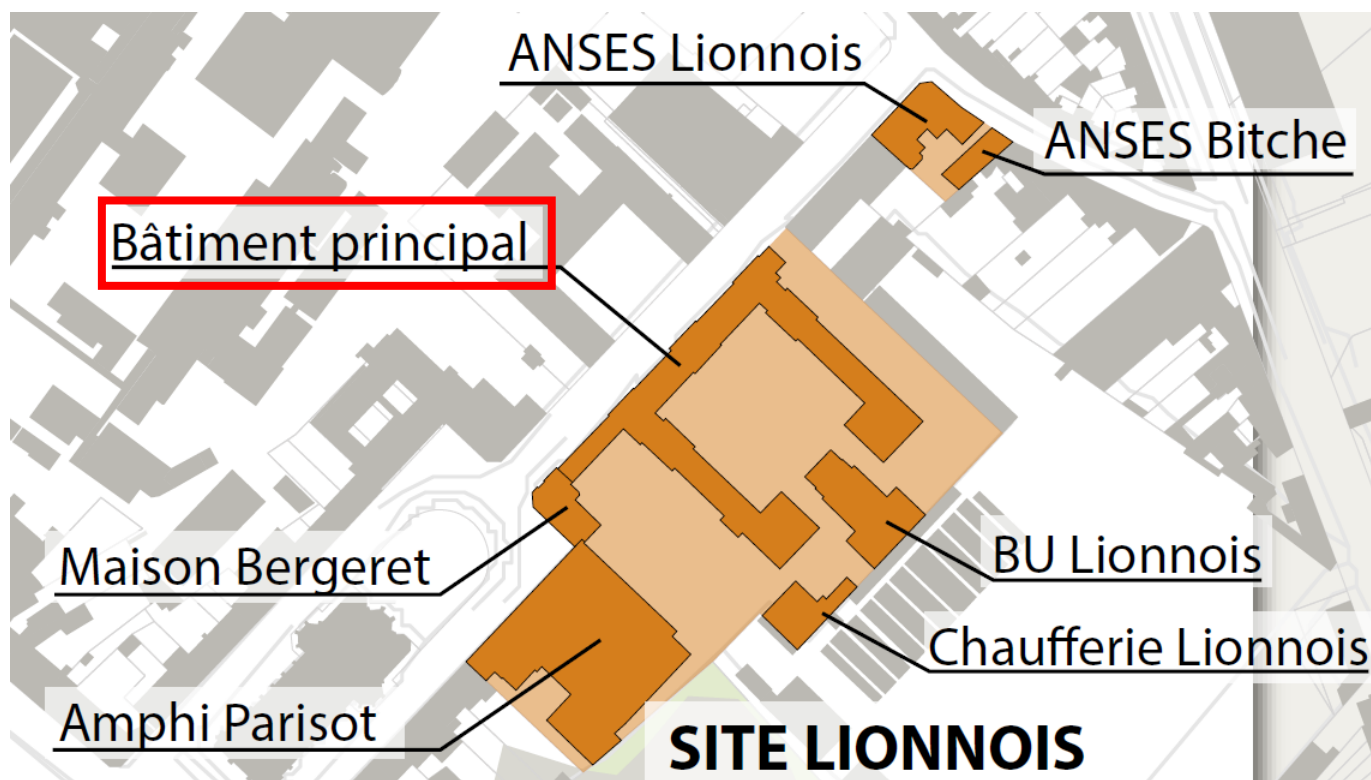 ANSES Lionnois
ANSES Bitche
Bâtiment principal
Maison Bergeret
BU Lionnois
Chaufferie Lionnois
Amphi Parisot
SITE LIONNOIS